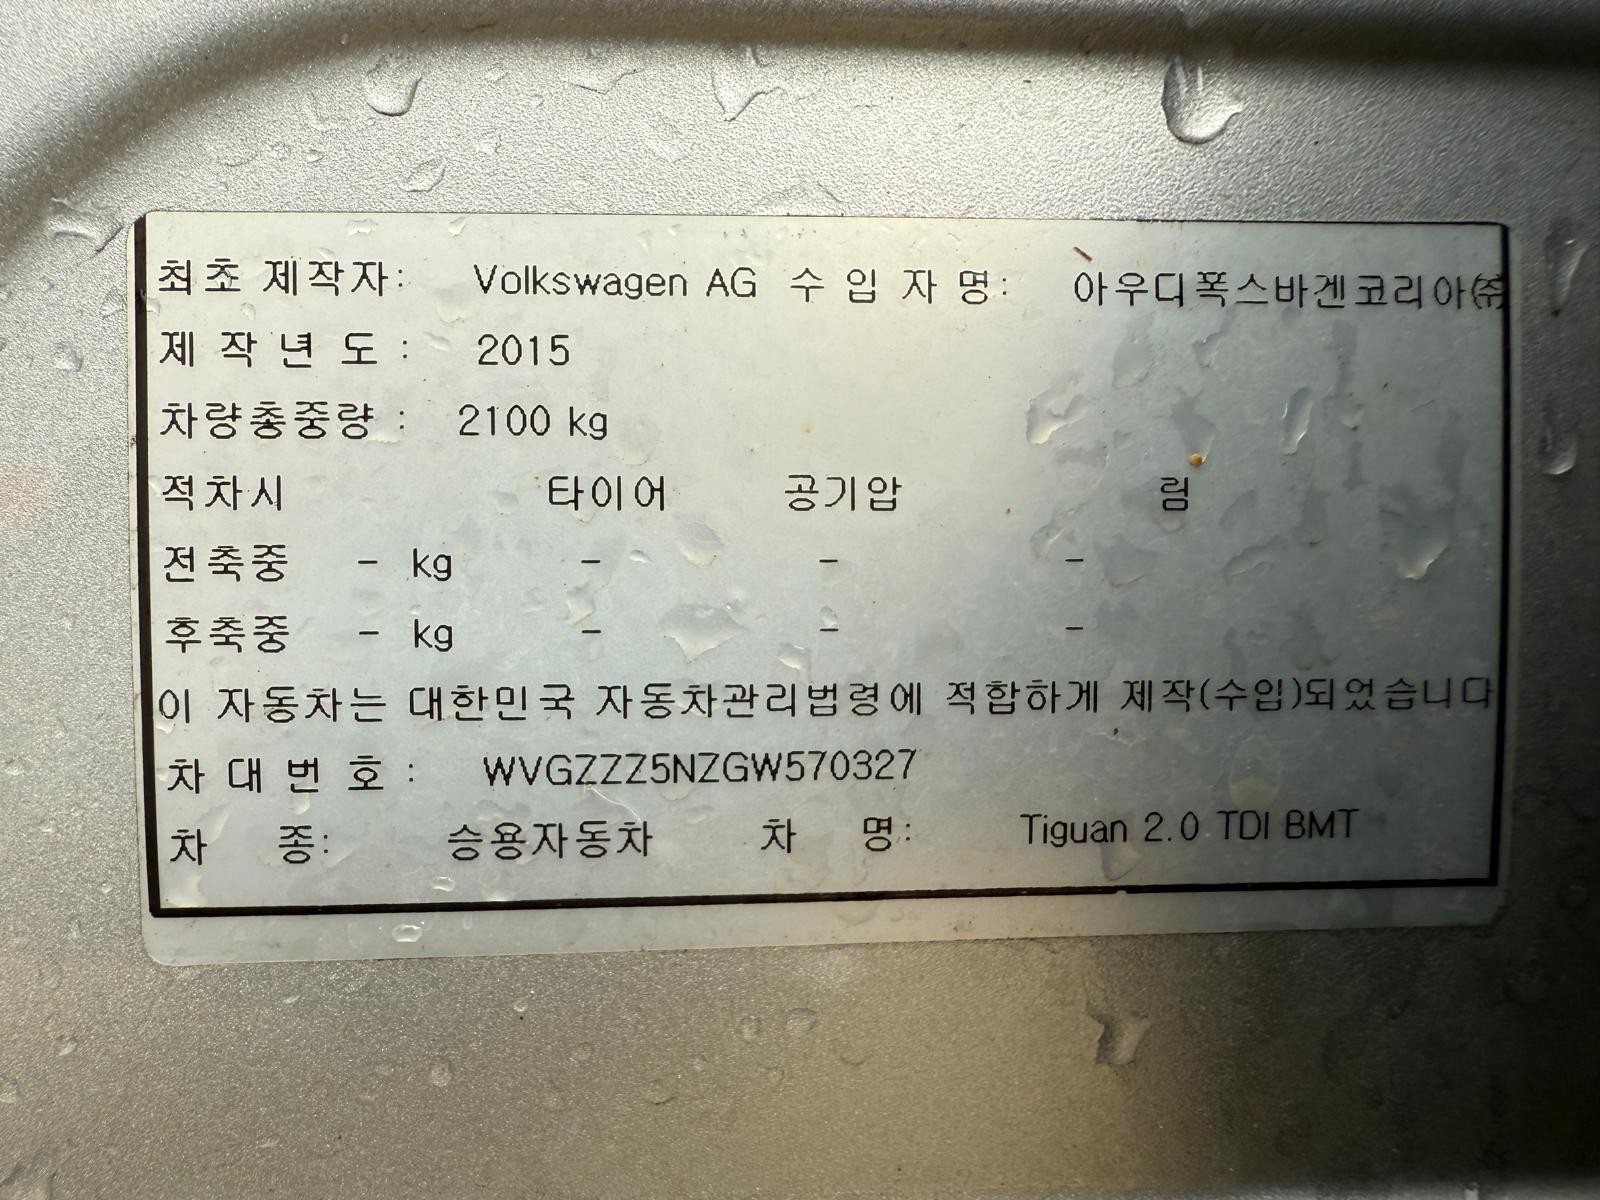 최초 제작자: Volkswagen AG 수 입 자 명: 아우디폭스바겐코리아㈜
제 작 년 도 : 2015
차량총중량 : 2100 kg
적차시 타이어 공기압 림
전축중 - kg - - -
후축중 - kg - - -
이 자동차는 대한민국 자동차관리법령에 적합하게 제작(수입)되었습니다
차 대 번 호 : WVGZZZ5NZGW570327
차 종: 승용자동차 차 명: Tiguan 2.0 TDI BMT